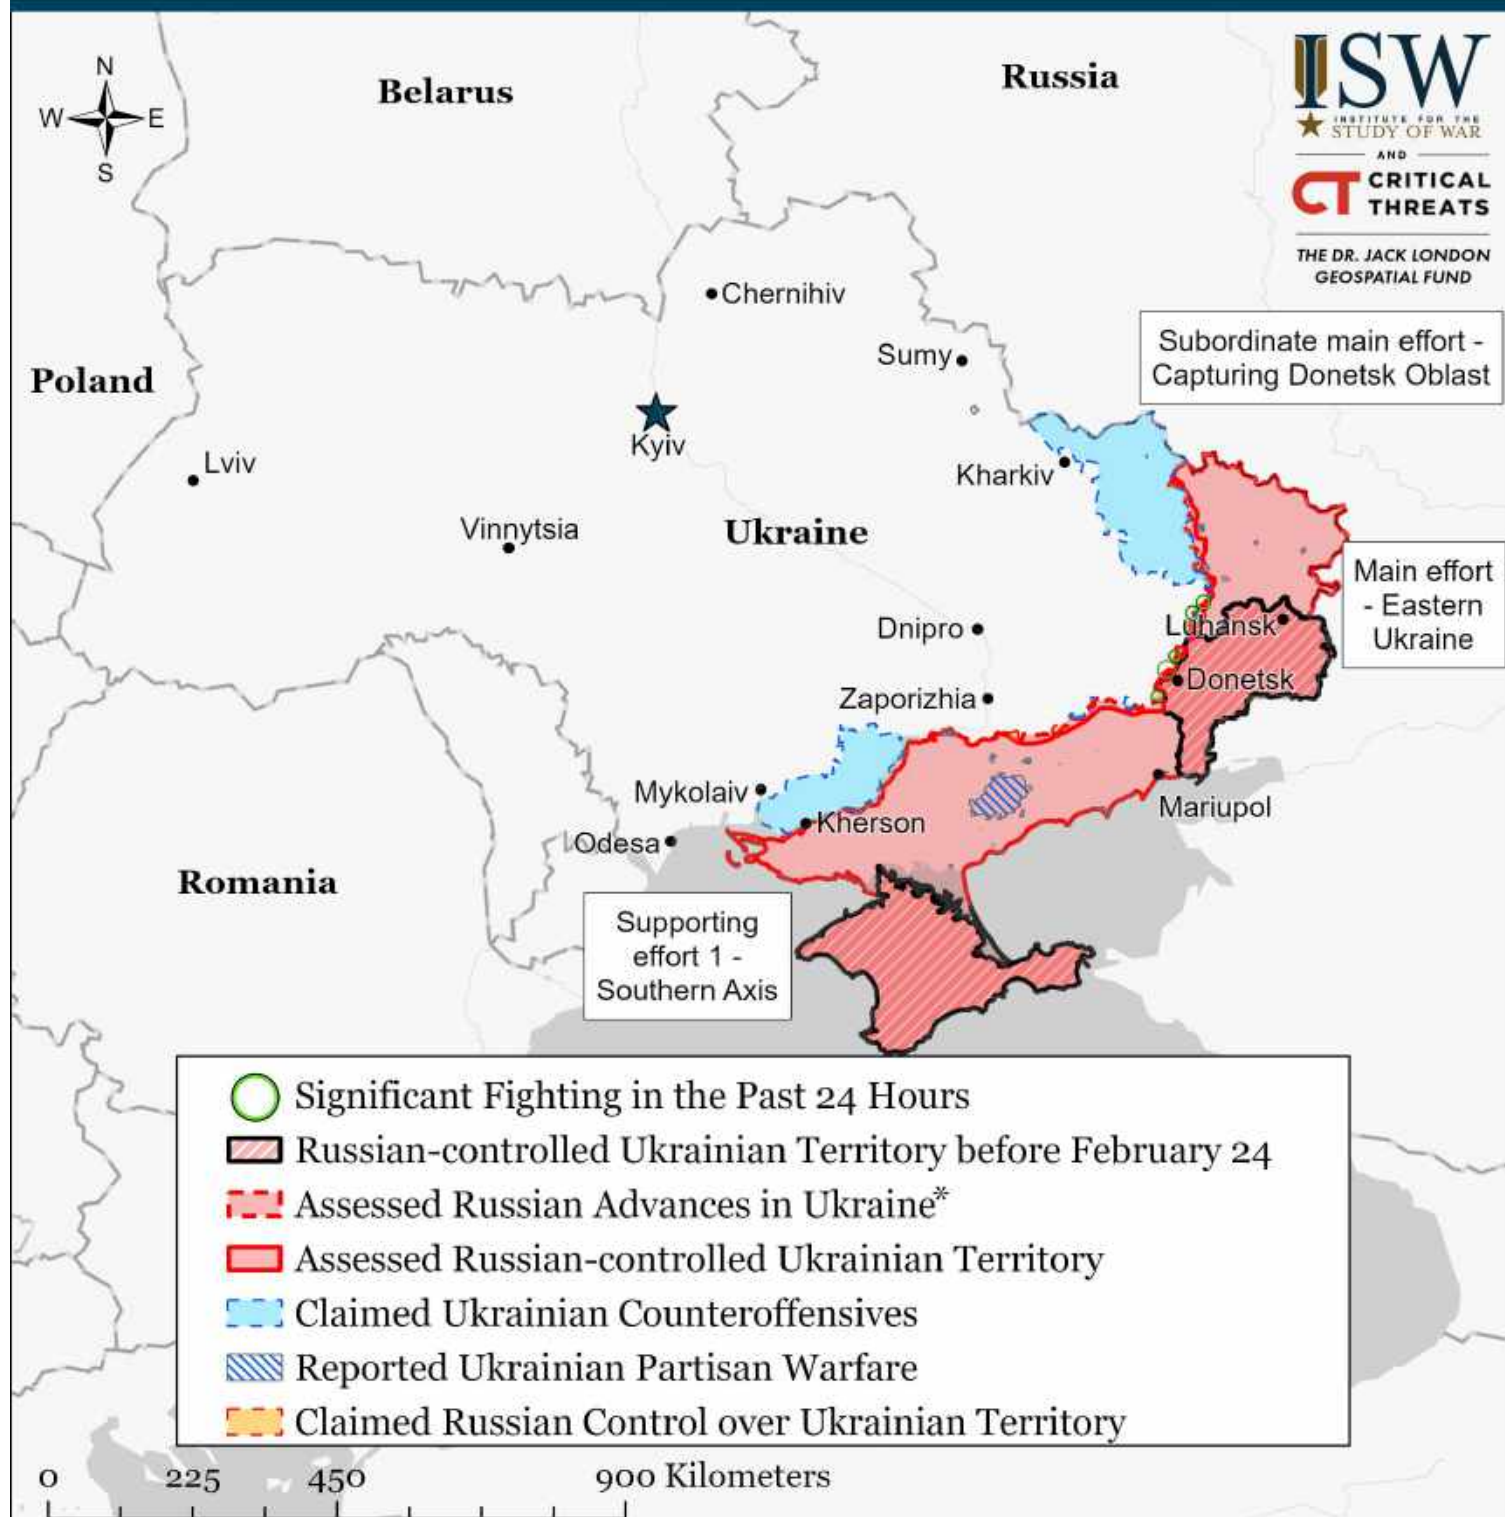 N
W E
S
Belarus
Russia
ISW
INSTITUTE FOR THE
STUDY OF WAR
AND
CT CRITICAL
THREATS
THE DR. JACK LONDON
GEOSPATIAL FUND
Chernihiv
Subordinate main effort -
Capturing Donetsk Oblast
Sumy
Poland
Kyiv
Lviv
Kharkiv
Vinnytsia
Ukraine
Main effort
- Eastern
Ukraine
Dnipro
Luhansk
Donetsk
Zaporizhia
Mykolaiv
Mariupol
Kherson
Odesa
Romania
Supporting
effort 1 -
Southern Axis
Significant Fighting in the Past 24 Hours
Russian-controlled Ukrainian Territory before February 24
Assessed Russian Advances in Ukraine*
Assessed Russian-controlled Ukrainian Territory
Claimed Ukrainian Counteroffensives
Reported Ukrainian Partisan Warfare
Claimed Russian Control over Ukrainian Territory
0 225 450 900 Kilometers